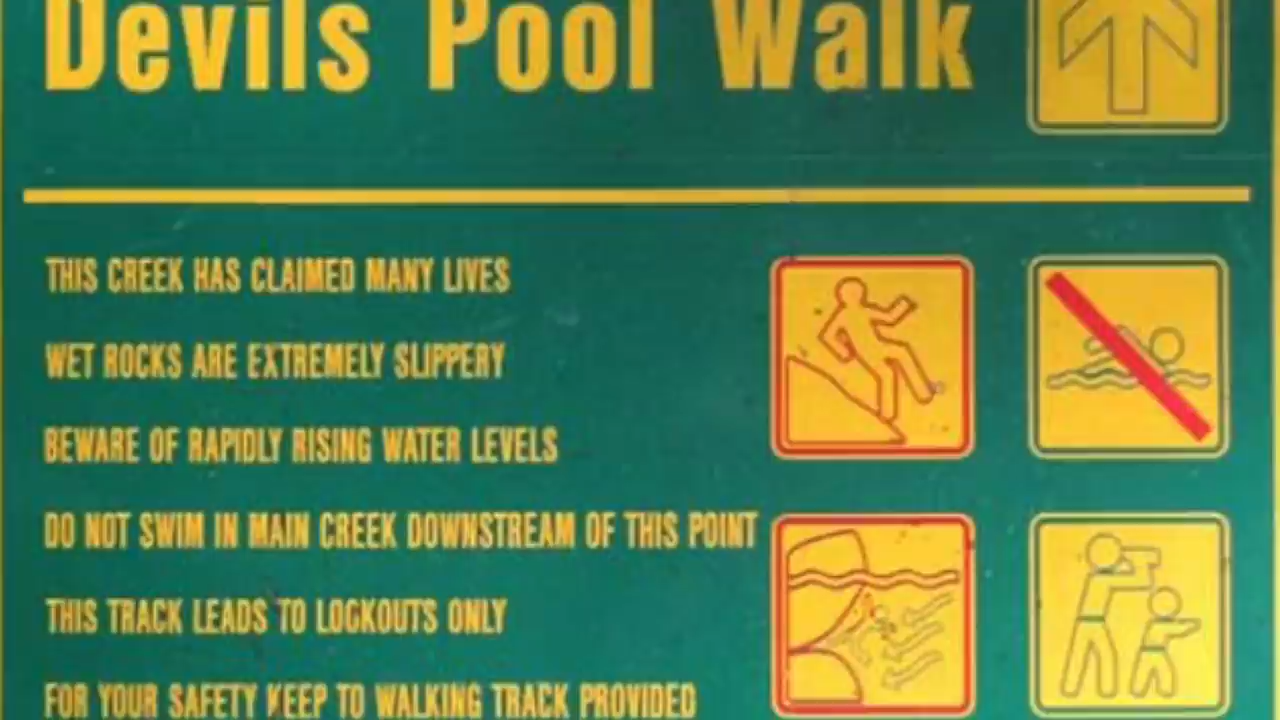 Devils Pool Walk
THIS CREEK HAS CLAIMED MANY LIVES
WET ROCKS ARE EXTREMELY SLIPPERY
BEWARE OF RAPIDLY RISING WATER LEVELS
DO NOT SWIM IN MAIN CREEK DOWNSTREAM OF THIS POINT
THIS TRACK LEADS TO LOOKOUTS ONLY
FOR YOUR SAFETY KEEP TO WALKING TRACK PROVIDED